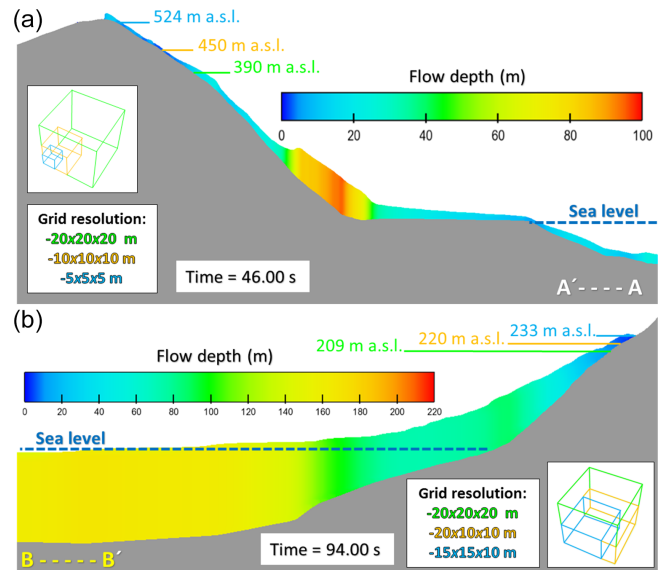 (a)
524 m a.s.l.
450 m a.s.l.
390 m a.s.l.
Flow depth (m)
0 20 40 60 80 100
Grid resolution:
-20x20x20 m
-10x10x10 m
-5x5x5 m
Sea level
Time = 46.00 s
A´- - - - A
(b)
233 m a.s.l.
220 m a.s.l.
209 m a.s.l.
Flow depth (m)
0 20 40 60 80 100 120 140 160 180 200 220
Sea level
Grid resolution:
-20x20x20 m
-20x10x10 m
-15x15x10 m
B - - - - - B´
Time = 94.00 s